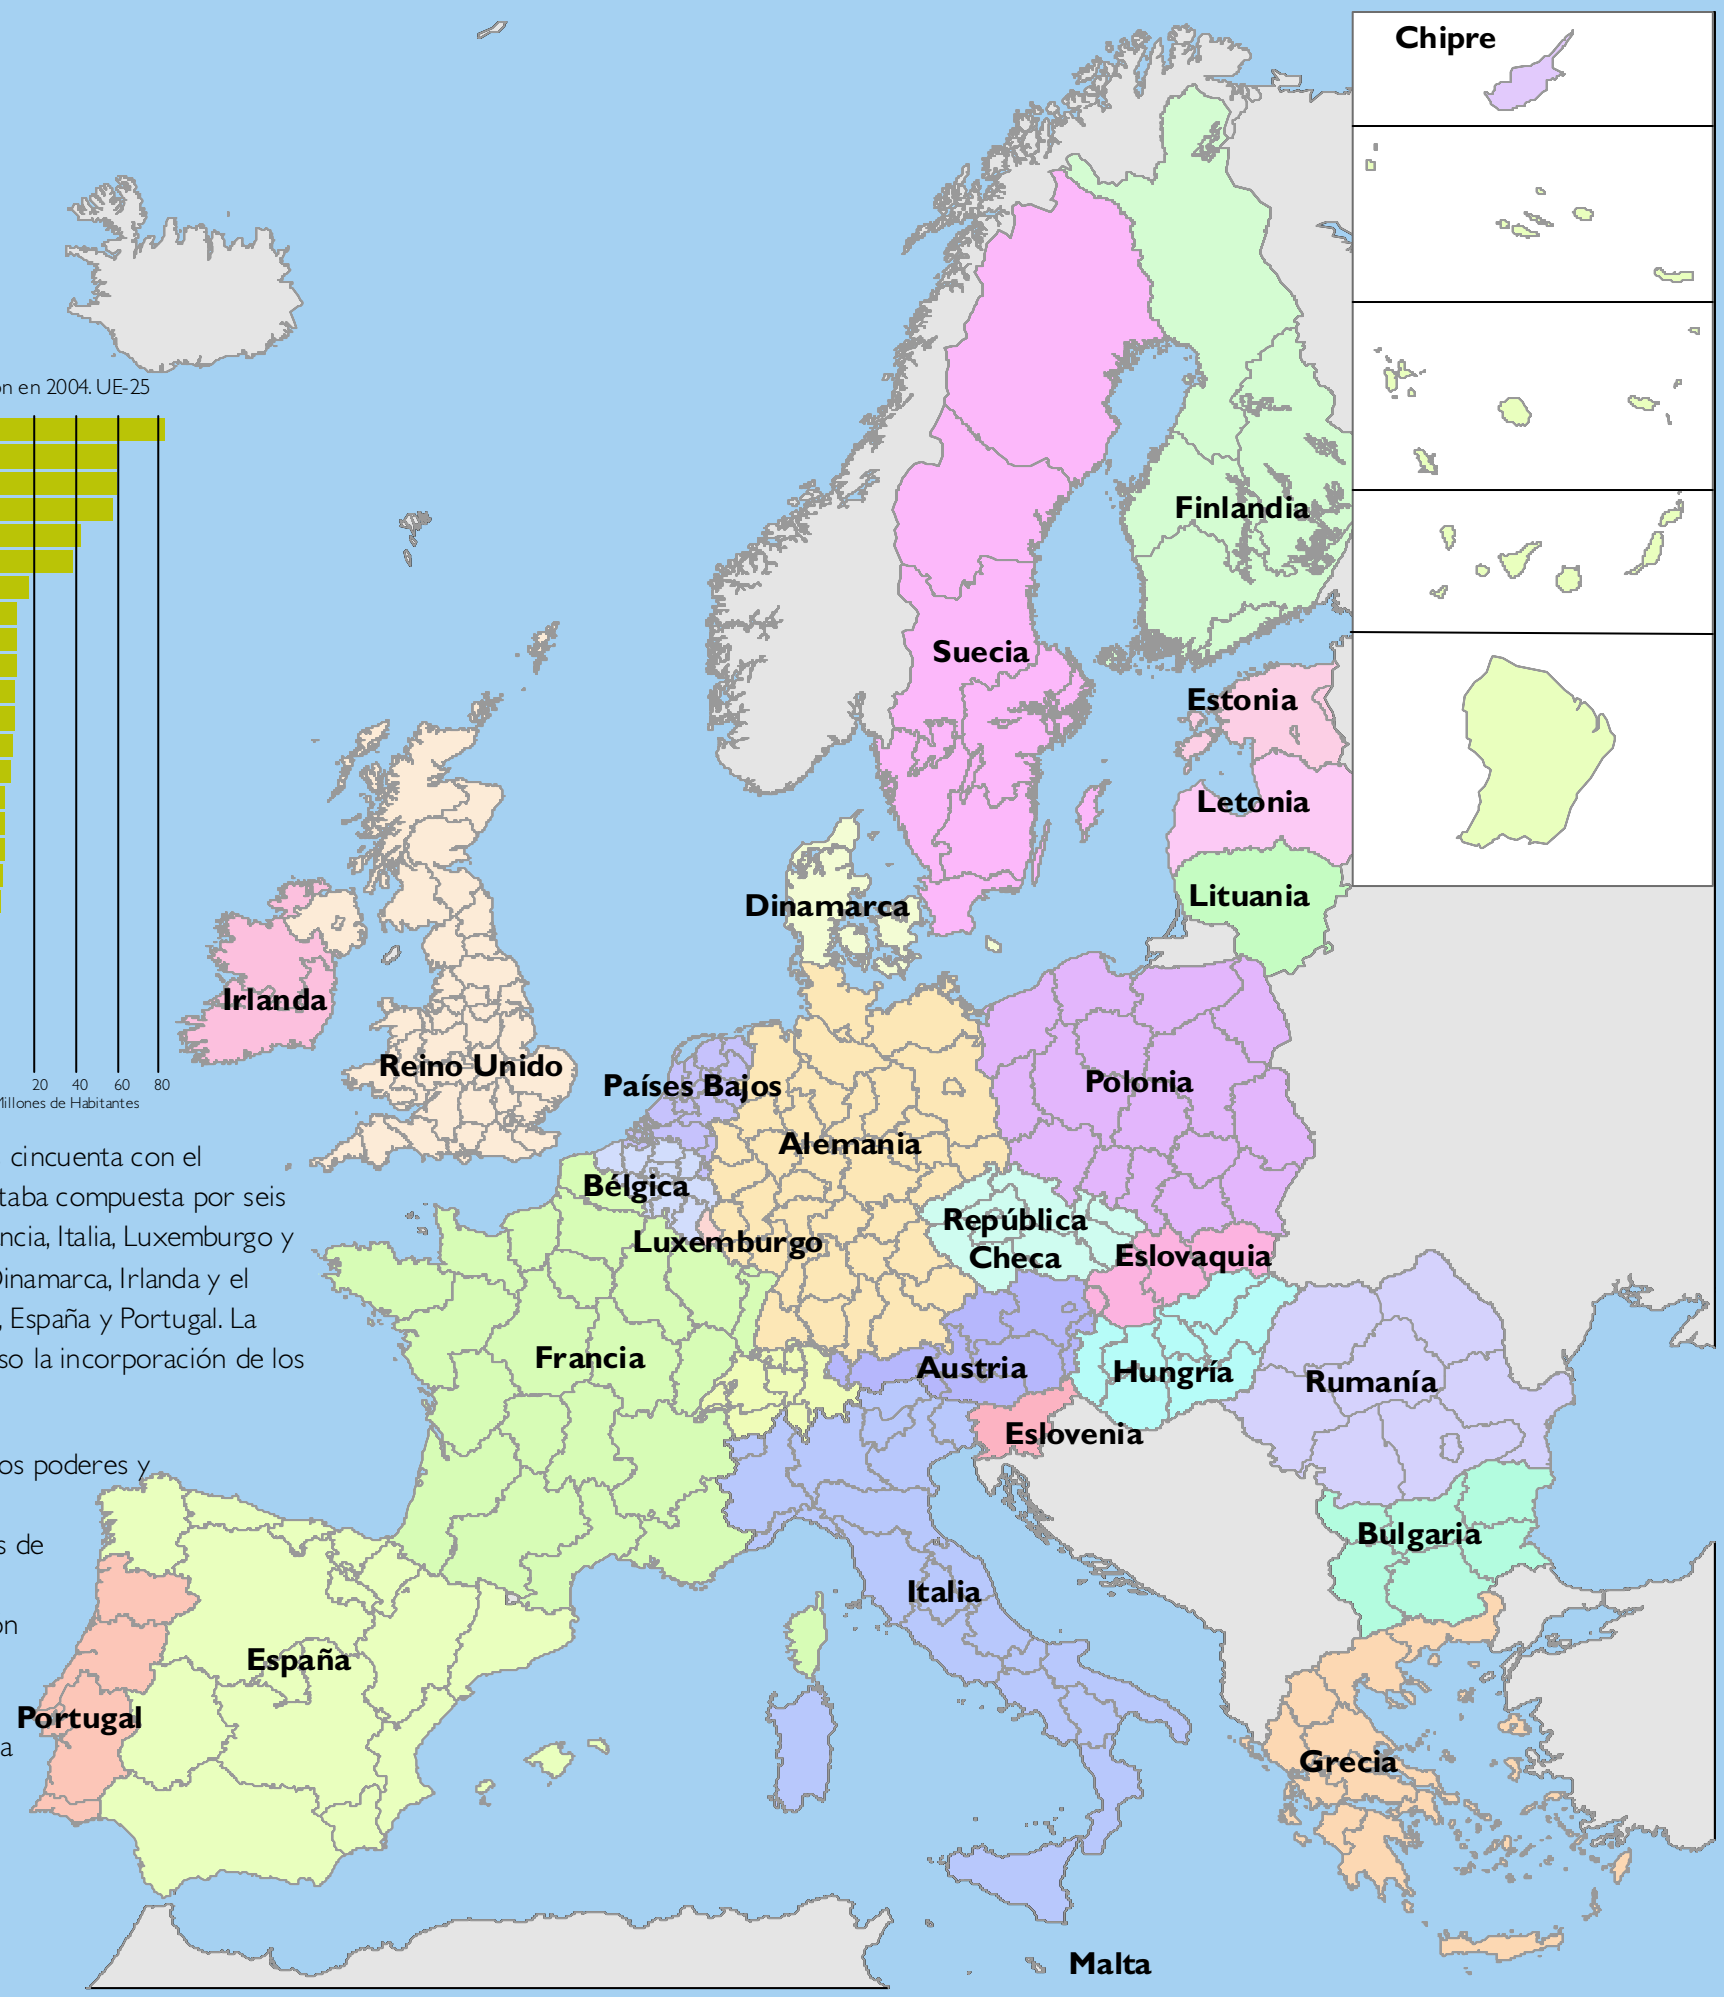 Chipre
ón en 2004. UE-25
Finlandia
Suecia
Estonia
Letonia
Lituania
Dinamarca
Irlanda
Reino Unido
Países Bajos
Polonia
20 40 60 80
Millones de Habitantes
Alemania
cincuenta con el
taba compuesta por seis
ncia, Italia, Luxemburgo y
Dinamarca, Irlanda y el
, España y Portugal. La
so la incorporación de los
Bélgica
República
Checa
Luxemburgo
Eslovaquia
Francia
Austria
Hungría
Rumanía
Eslovenia
os poderes y
s de
on
a
Bulgaria
Italia
España
Portugal
Grecia
Malta